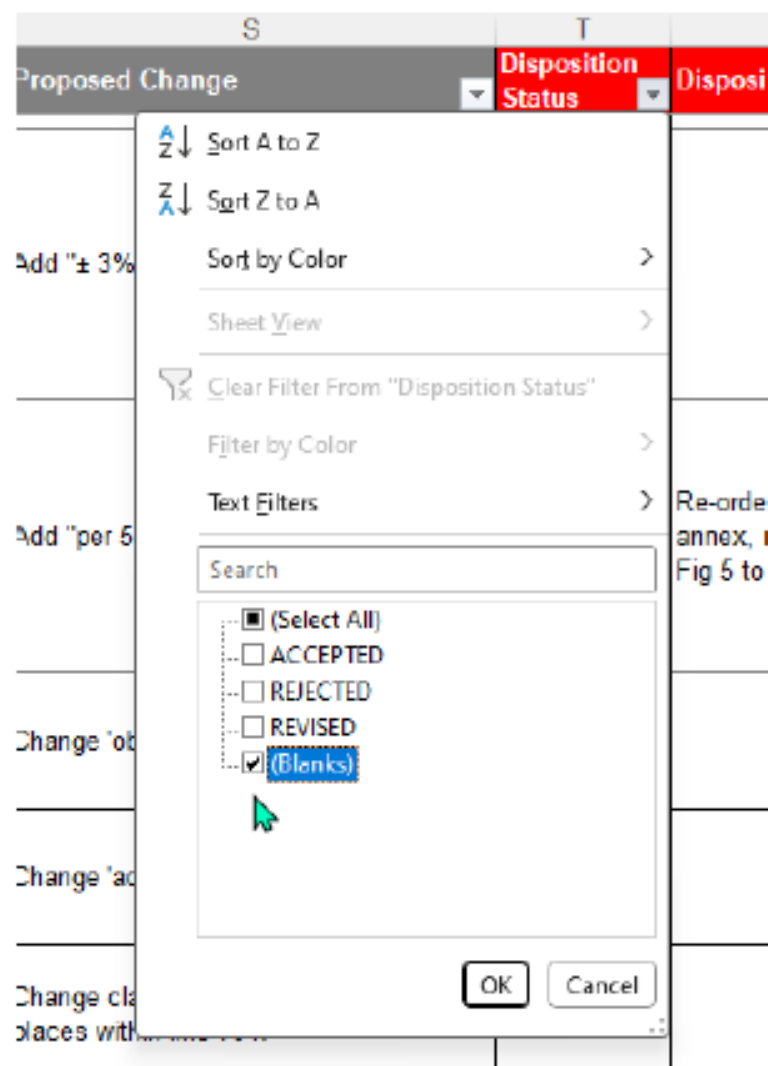 S T
Proposed Change
Disposition
Status
Disposi
Sort A to Z
Sort Z to A
Add "± 3%
Sort by Color
Sheet View
Clear Filter From "Disposition Status"
Filter by Color
Text Filters
Re-orde
annex,
Fig 5 to
Add "per 5
Search
(Select All)
ACCEPTED
REJECTED
REVISED
(Blanks)
Change 'ob
Change 'ac
OK
Cancel
Change cla
places with